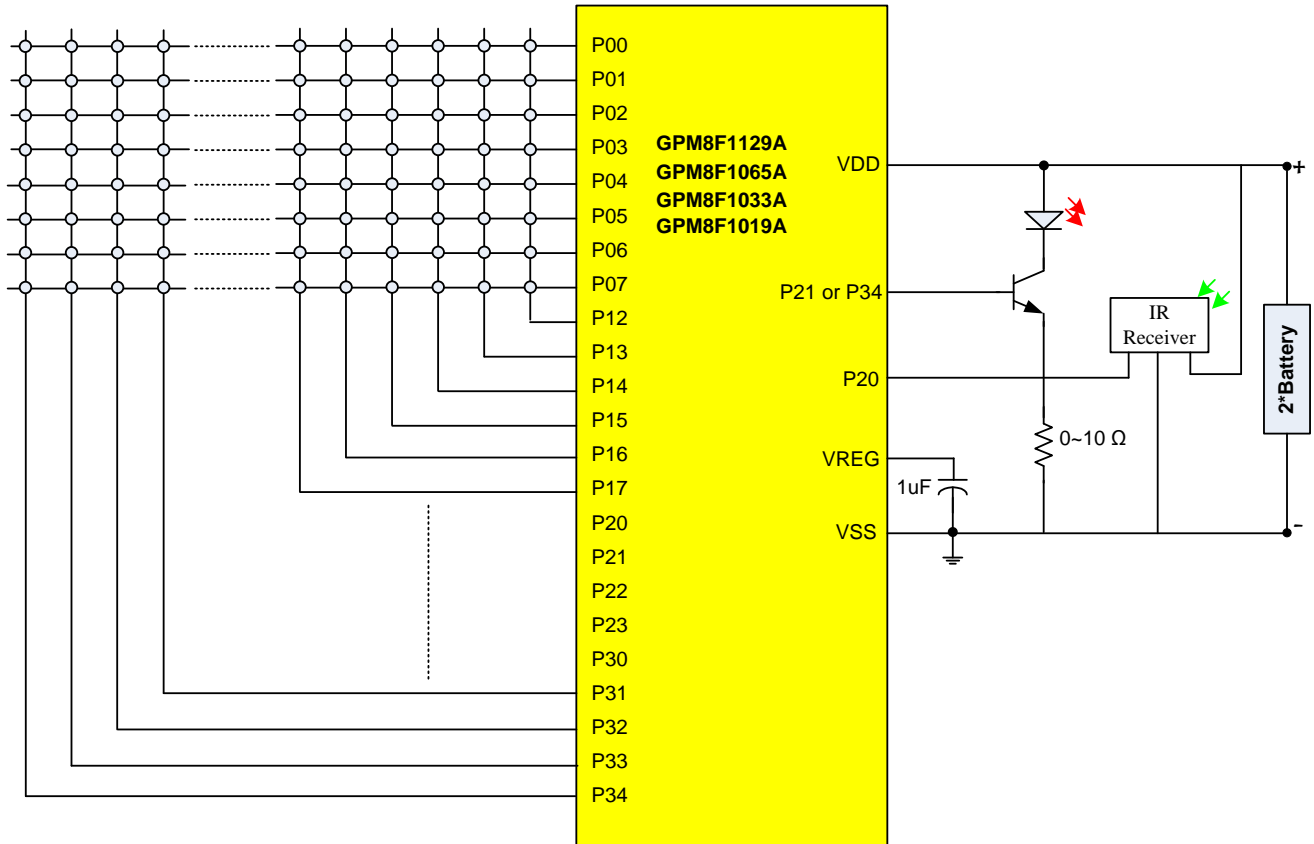 P00
P01
P02
P03
P04
P05
P06
P07
P12
P13
P14
P15
P16
P17
P20
P21
P22
P23
P30
P31
P32
P33
P34
GPM8F1129A
GPM8F1065A
GPM8F1033A
GPM8F1019A
VDD
P21 or P34
P20
VREG
VSS
1uF
0~10 Ω
IR
Receiver
+
2*Battery
-